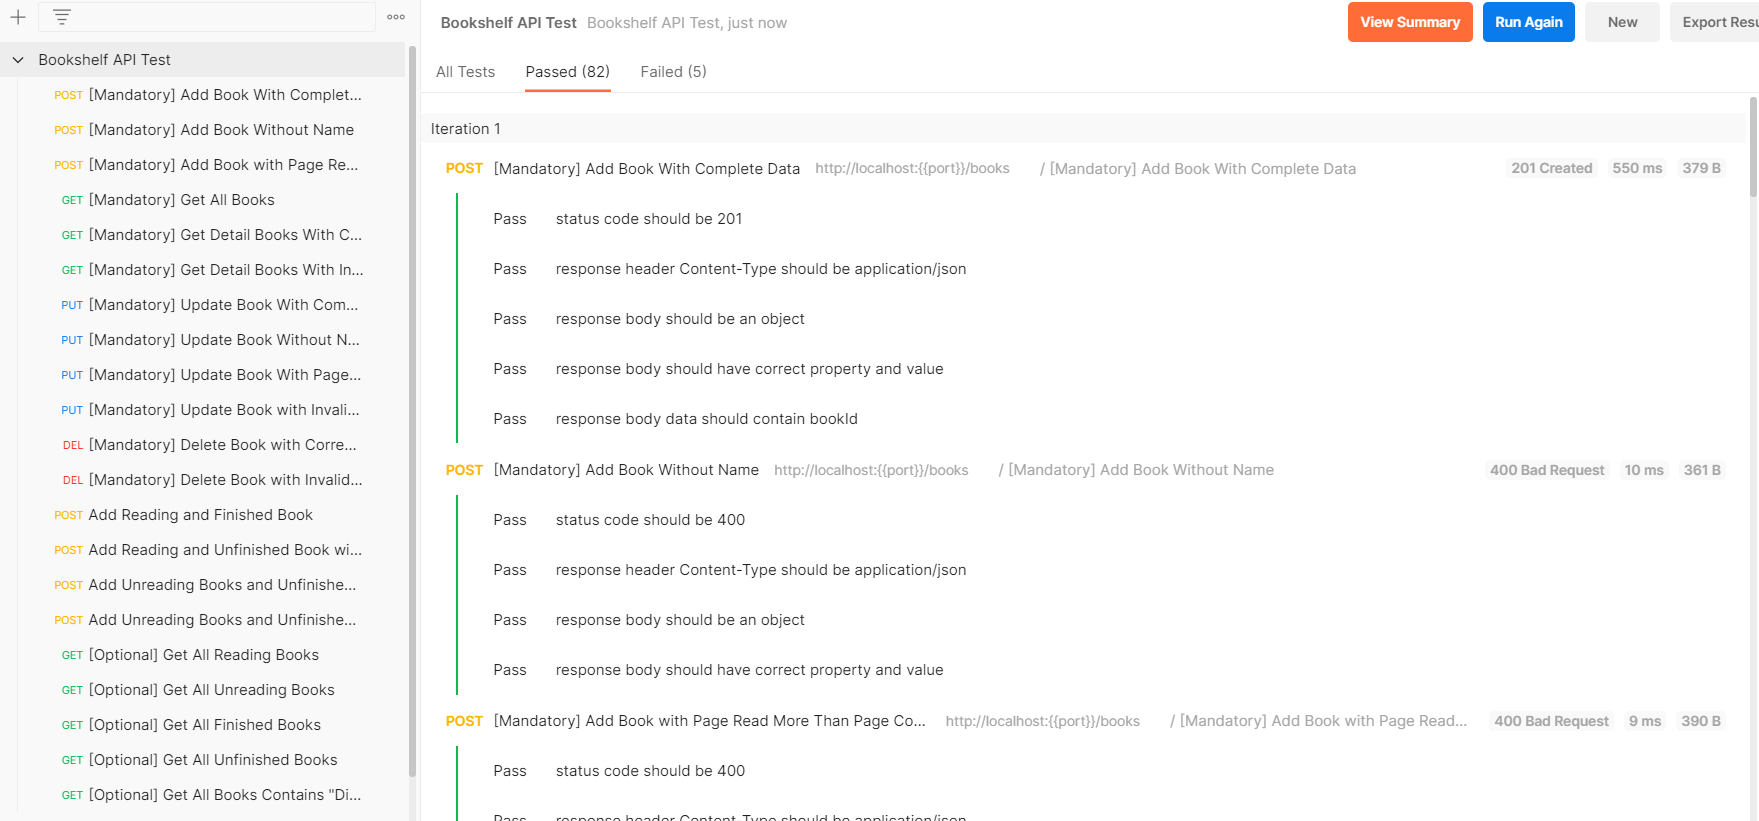 Bookshelf API Test
POST [Mandatory] Add Book With Complet...
POST [Mandatory] Add Book Without Name
POST [Mandatory] Add Book with Page Re...
GET [Mandatory] Get All Books
GET [Mandatory] Get Detail Books With C...
GET [Mandatory] Get Detail Books With In...
PUT [Mandatory] Update Book With Com...
PUT [Mandatory] Update Book Without N...
PUT [Mandatory] Update Book With Page...
PUT [Mandatory] Update Book with Invali...
DEL [Mandatory] Delete Book with Corre...
DEL [Mandatory] Delete Book with Invalid...
POST Add Reading and Finished Book
POST Add Reading and Unfinished Book wi...
POST Add Unreading Books and Unfinishe...
POST Add Unreading Books and Unfinishe...
GET [Optional] Get All Reading Books
GET [Optional] Get All Unreading Books
GET [Optional] Get All Finished Books
GET [Optional] Get All Unfinished Books
GET [Optional] Get All Books Contains "Di...
Bookshelf API Test Bookshelf API Test, just now View Summary Run Again New Export Resu
All Tests Passed (82) Failed (5)
Iteration 1
POST [Mandatory] Add Book With Complete Data http://localhost:{{port}}/books / [Mandatory] Add Book With Complete Data 201 Created 550 ms 379 B
Pass status code should be 201
Pass response header Content-Type should be application/json
Pass response body should be an object
Pass response body should have correct property and value
Pass response body data should contain bookId
POST [Mandatory] Add Book Without Name http://localhost:{{port}}/books / [Mandatory] Add Book Without Name 400 Bad Request 10 ms 361 B
Pass status code should be 400
Pass response header Content-Type should be application/json
Pass response body should be an object
Pass response body should have correct property and value
POST [Mandatory] Add Book with Page Read More Than Page Co... http://localhost:{{port}}/books / [Mandatory] Add Book with Page Read... 400 Bad Request 9 ms 390 B
Pass status code should be 400
Pass response header Content-Type should be application/json